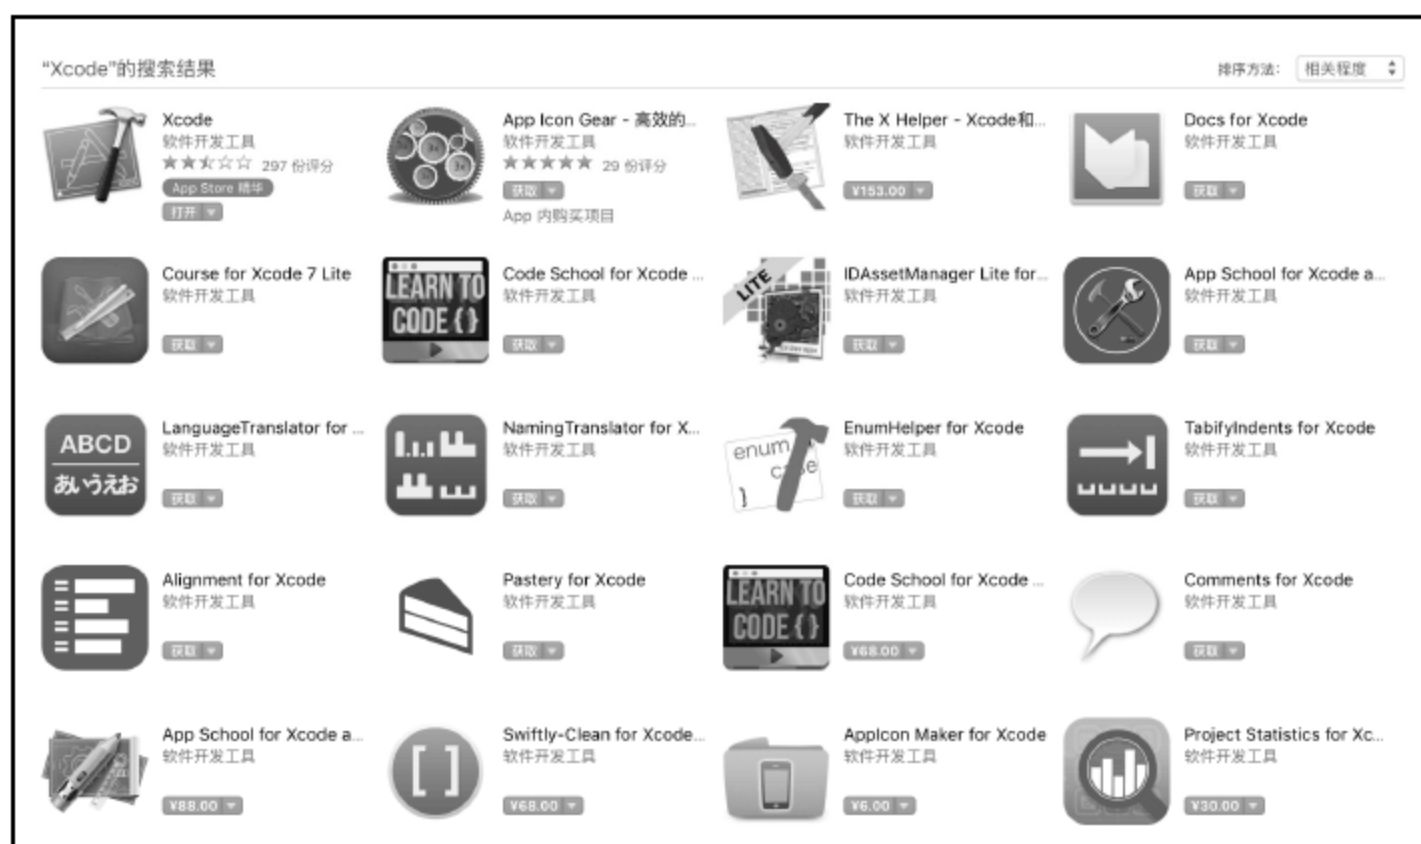 “Xcode”的搜索结果
排序方法： 相关程度
Xcode
软件开发工具
297 份评分
App Store 精华
打开
App Icon Gear - 高效的...
软件开发工具
29 份评分
获取
App 内购买项目
The X Helper - Xcode和...
软件开发工具
¥153.00
Docs for Xcode
软件开发工具
获取
Course for Xcode 7 Lite
软件开发工具
获取
LEARN TO
CODE {}
Code School for Xcode ...
软件开发工具
获取
LITE
IDAssetManager Lite for...
软件开发工具
获取
App School for Xcode a...
软件开发工具
获取
ABCD
あいうえお
LanguageTranslator for ...
软件开发工具
获取
NamingTranslator for X...
软件开发工具
获取
enum
case
}
EnumHelper for Xcode
软件开发工具
获取
TabifyIndents for Xcode
软件开发工具
获取
Alignment for Xcode
软件开发工具
获取
Pastery for Xcode
软件开发工具
获取
LEARN TO
CODE {}
Code School for Xcode ...
软件开发工具
¥68.00
Comments for Xcode
软件开发工具
获取
App School for Xcode a...
软件开发工具
¥88.00
[ ]
Swiftly-Clean for Xcode...
软件开发工具
¥68.00
AppIcon Maker for Xcode
软件开发工具
¥6.00
Project Statistics for Xc...
软件开发工具
¥30.00